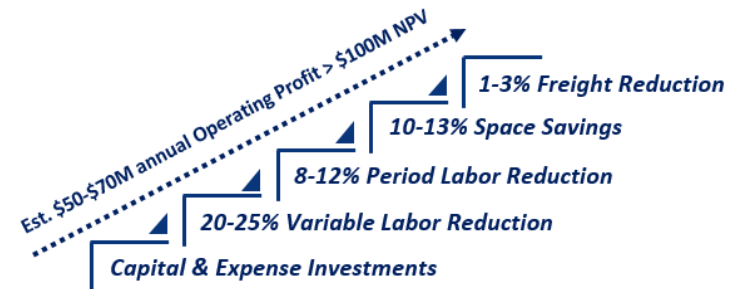 Est. $50-$70M annual Operating Profit > $100M NPV
1-3% Freight Reduction
10-13% Space Savings
8-12% Period Labor Reduction
20-25% Variable Labor Reduction
Capital & Expense Investments